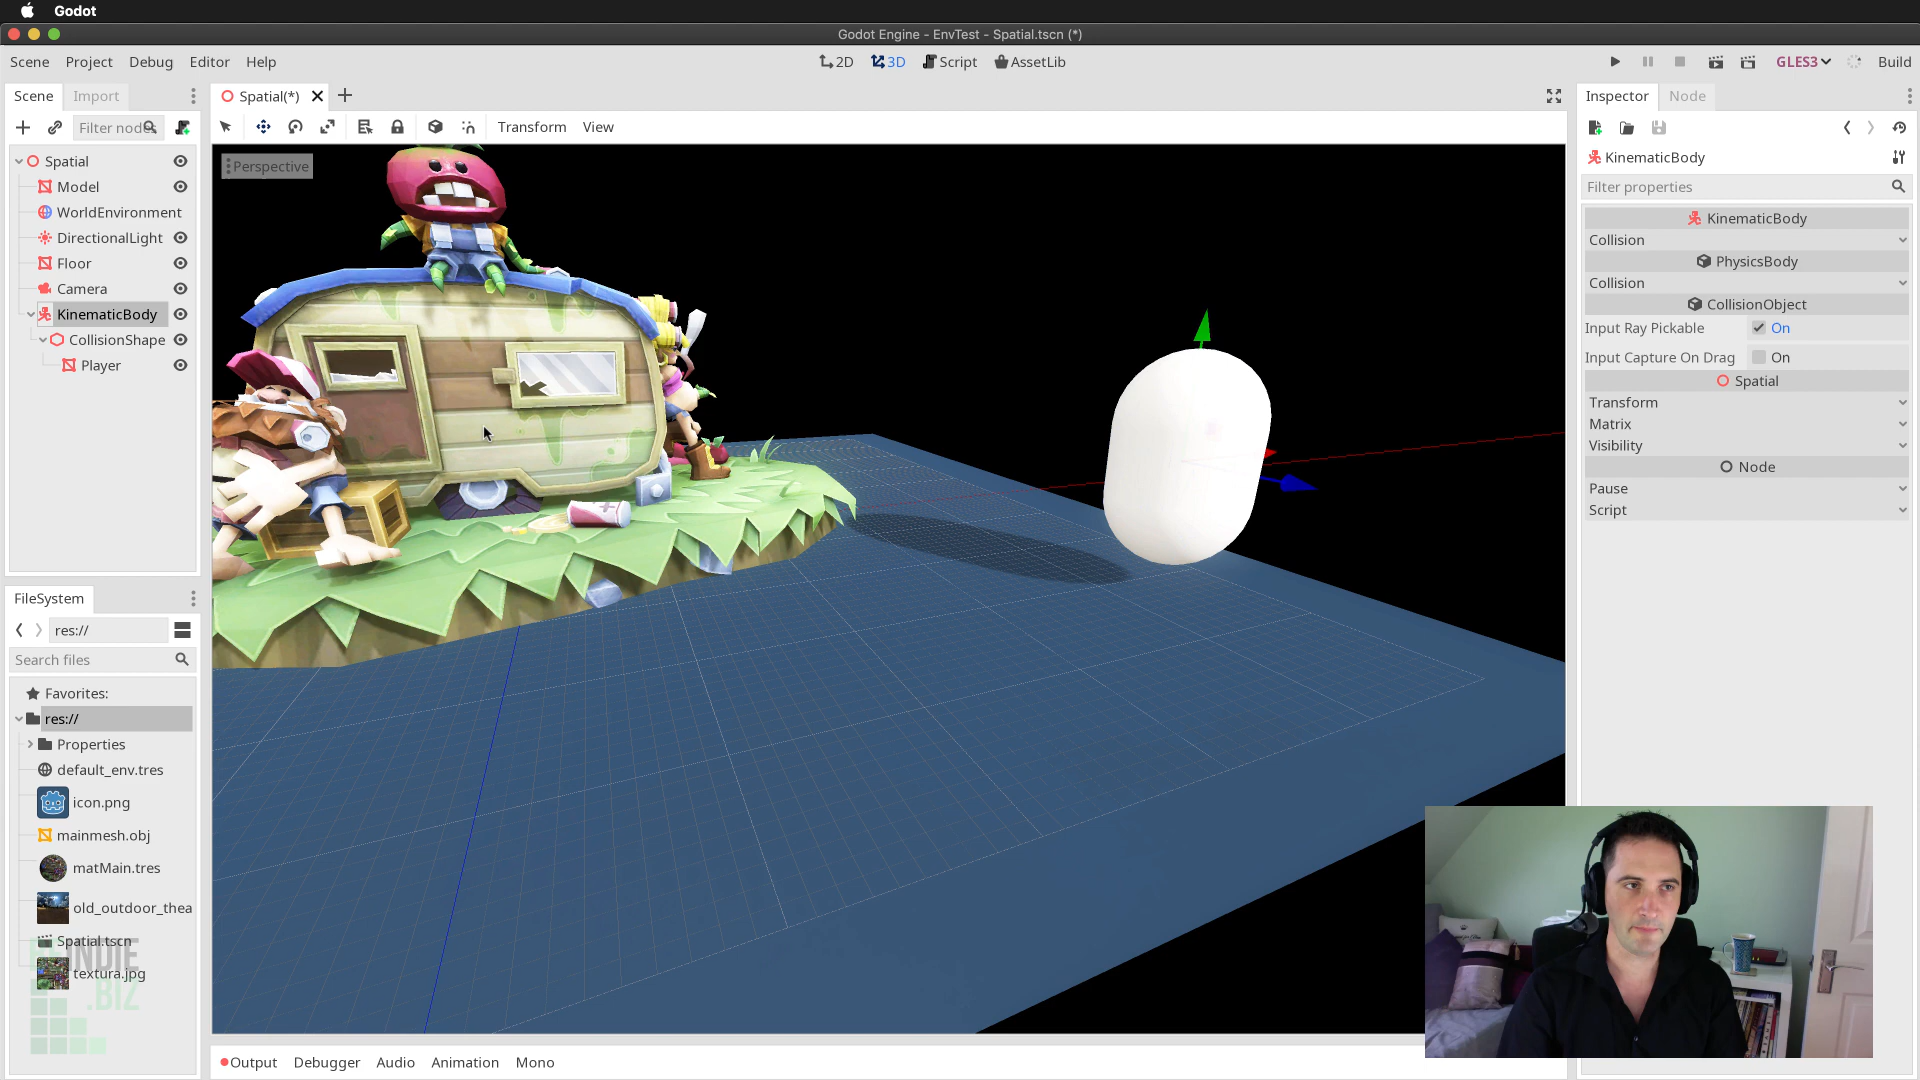 Godot
Godot Engine - EnvTest - Spatial.tscn (*)
Scene Project Debug Editor Help
2D 3D Script AssetLib
GLES3 Build
Scene Import
Spatial(*)
Inspector Node
Filter node
Transform View
Perspective
Spatial
Model
WorldEnvironment
DirectionalLight
Floor
Camera
KinematicBody
CollisionShape
Player
KinematicBody
Filter properties
KinematicBody
Collision
PhysicsBody
Collision
CollisionObject
Input Ray Pickable On
Input Capture On Drag On
Spatial
Transform
Matrix
Visibility
Node
Pause
Script
FileSystem
res://
Search files
Favorites:
res://
Properties
default_env.tres
icon.png
mainmesh.obj
matMain.tres
old_outdoor_thea
Spatial.tscn
textura.jpg
INDIE
.BIZ
Output Debugger Audio Animation Mono